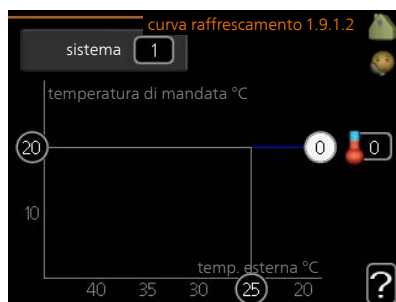 curva raffrescamento 1.9.1.2
sistema 1
temperatura di mandata °C
20
0
0
10
temp. esterna °C
40 35 30 25 20
?